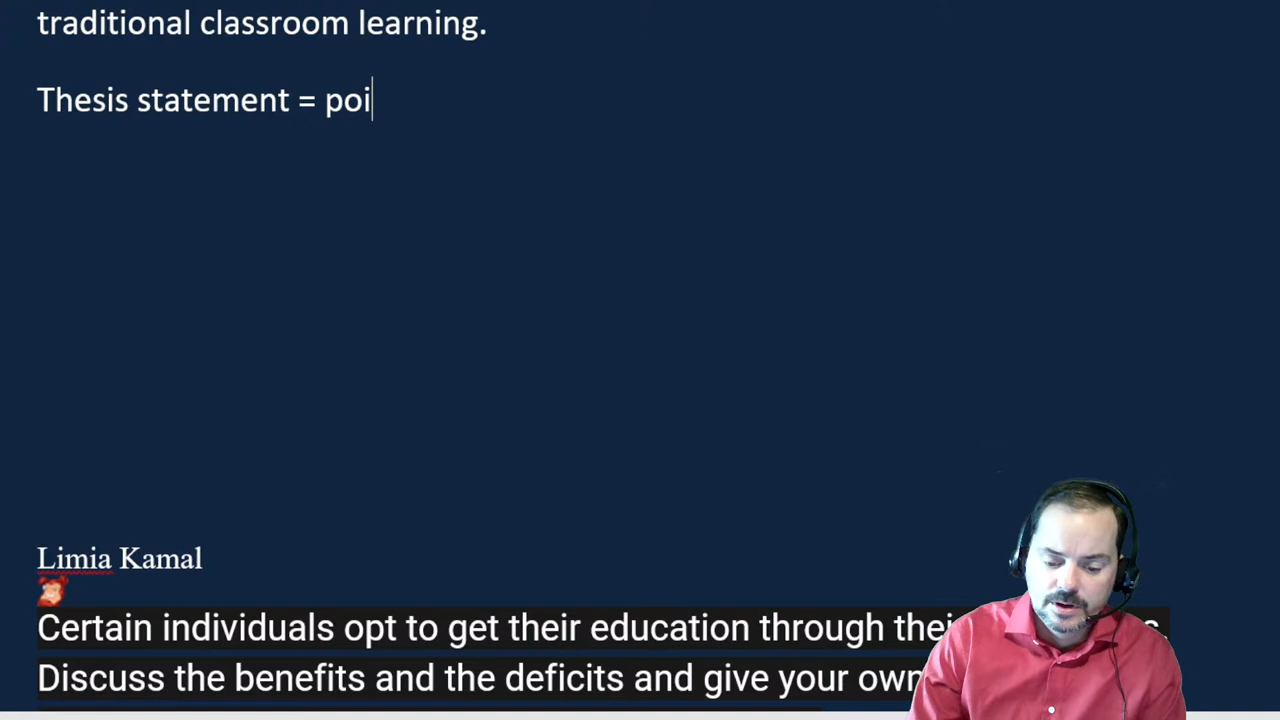 traditional classroom learning.
Thesis statement = poi
Limia Kamal
Certain individuals opt to get their education through
Discuss the benefits and the deficits and give your own